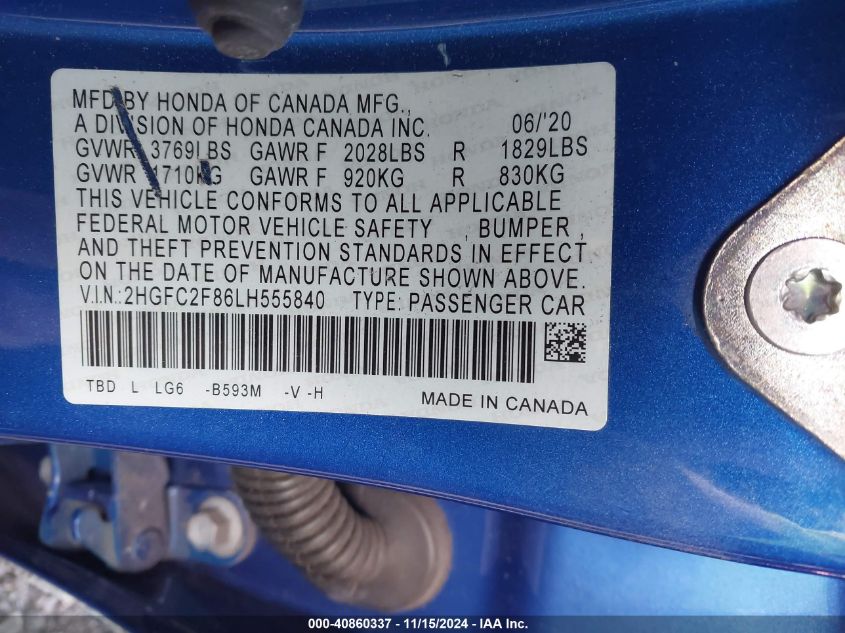 MFD BY HONDA OF CANADA MFG.,
A DIVISION OF HONDA CANADA INC. 06/'20
GVWR 3769LBS GAWR F 2028LBS R 1829LBS
GVWR 1710KG GAWR F 920KG R 830KG
THIS VEHICLE CONFORMS TO ALL APPLICABLE
FEDERAL MOTOR VEHICLE SAFETY , BUMPER ,
AND THEFT PREVENTION STANDARDS IN EFFECT
ON THE DATE OF MANUFACTURE SHOWN ABOVE.
V.I.N.:2HGFC2F86LH555840 TYPE: PASSENGER CAR
TBD L LG6 -B593M -V -H
MADE IN CANADA
000-40860337 - 11/15/2024 - IAA Inc.